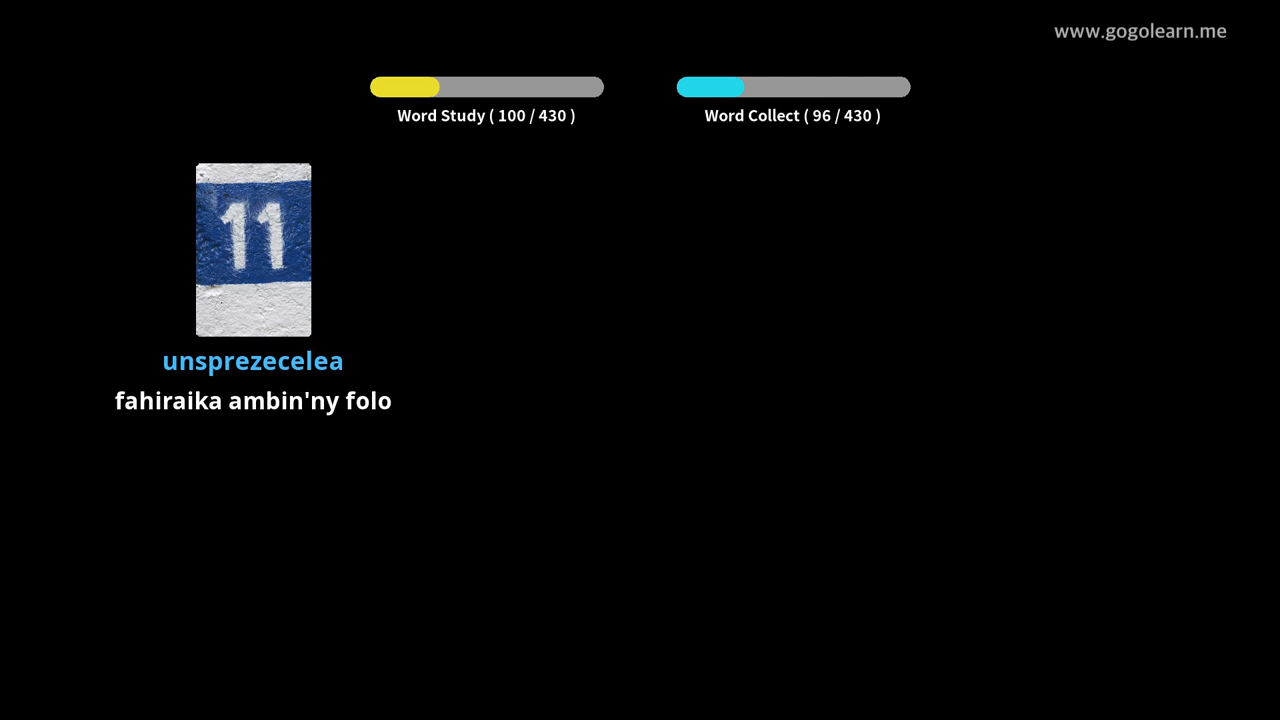 www.gogolearn.me
Word Study ( 100 / 430 )
Word Collect ( 96 / 430 )
11
unsprezecelea
fahiraika ambin'ny folo